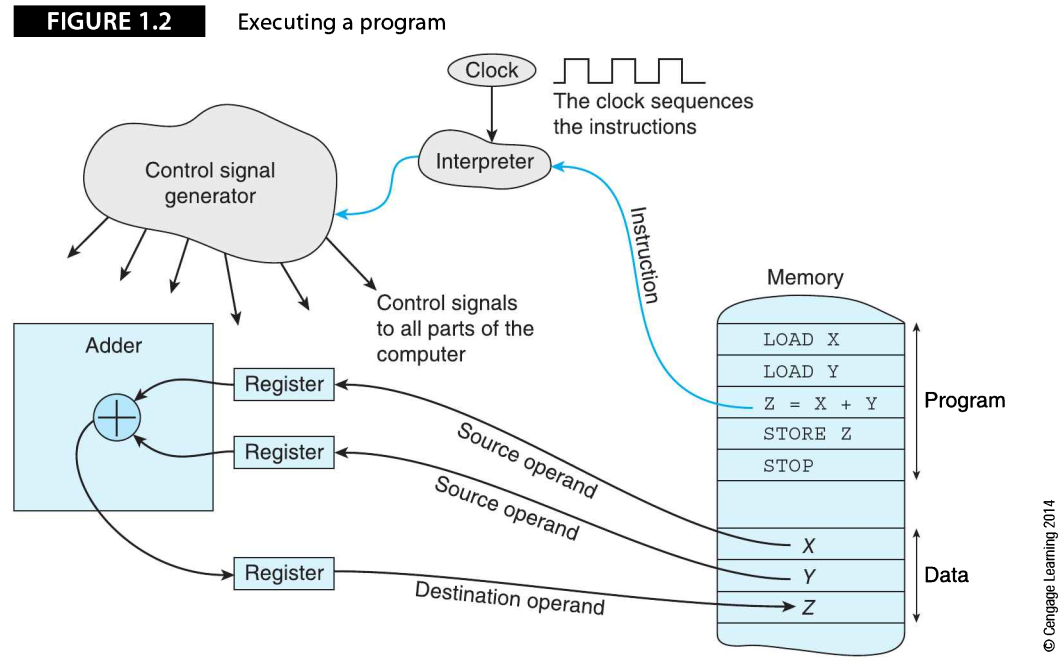 FIGURE 1.2 Executing a program
Clock
The clock sequences
the instructions
Interpreter
Control signal
generator
Instruction
Control signals
to all parts of the
computer
Memory
Adder
Register
Register
Register
Source operand
Source operand
Destination operand
LOAD X
LOAD Y
Z = X + Y
STORE Z
STOP
Program
X
Y
Z
Data
© Cengage Learning 2014